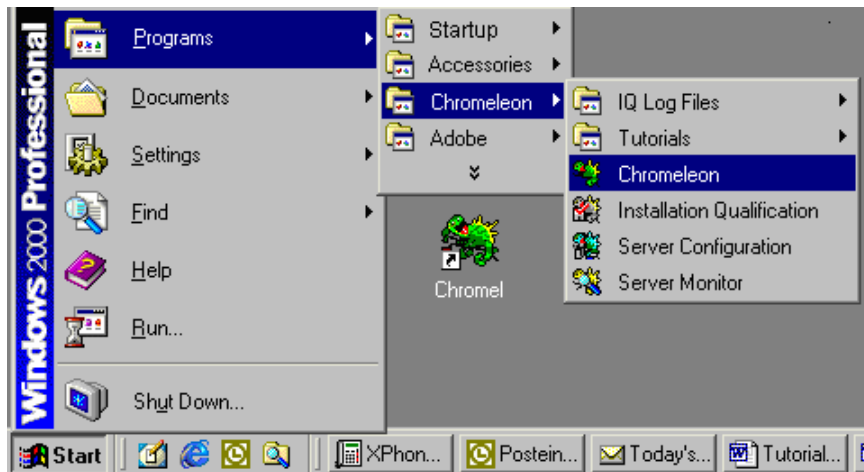 Windows 2000 Professional
Programs
Documents
Settings
Find
Help
Run...
Shut Down...
Startup
Accessories
Chromeleon
Adobe
IQ Log Files
Tutorials
Chromeleon
Installation Qualification
Server Configuration
Server Monitor
Chromel
Start
XPhon...
Postein...
Today's...
Tutorial...